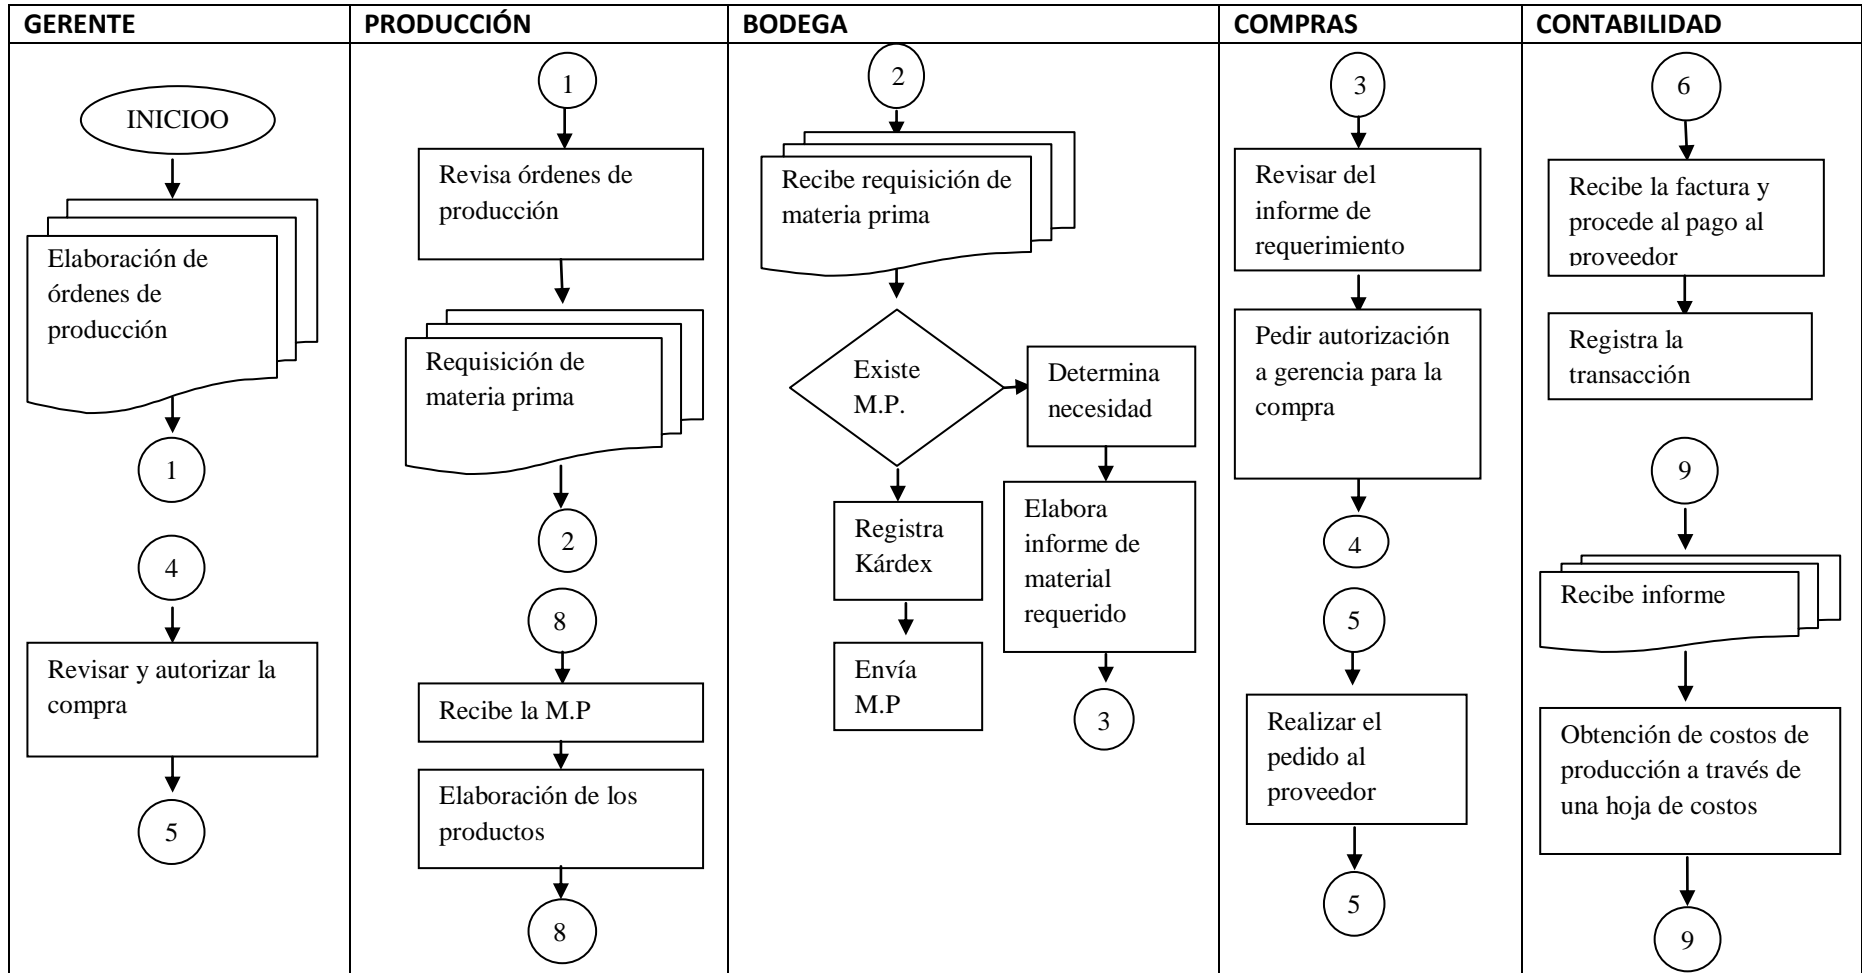 GERENTE
PRODUCCIÓN
BODEGA
COMPRAS
CONTABILIDAD
INICIOO
Elaboración de
órdenes de
producción
1
4
Revisar y autorizar la
compra
5
1
Revisa órdenes de
producción
Requisición de
materia prima
2
8
Recibe la M.P
Elaboración de los
productos
8
2
Recibe requisición de
materia prima
Existe
M.P.
Determina
necesidad
Registra
Kárdex
Envía
M.P
Elabora
informe de
material
requerido
3
3
Revisar del
informe de
requerimiento
Pedir autorización
a gerencia para la
compra
4
5
Realizar el
pedido al
proveedor
5
6
Recibe la factura y
procede al pago al
proveedor
Registra la
transacción
9
Recibe informe
Obtención de costos de
producción a través de
una hoja de costos
9